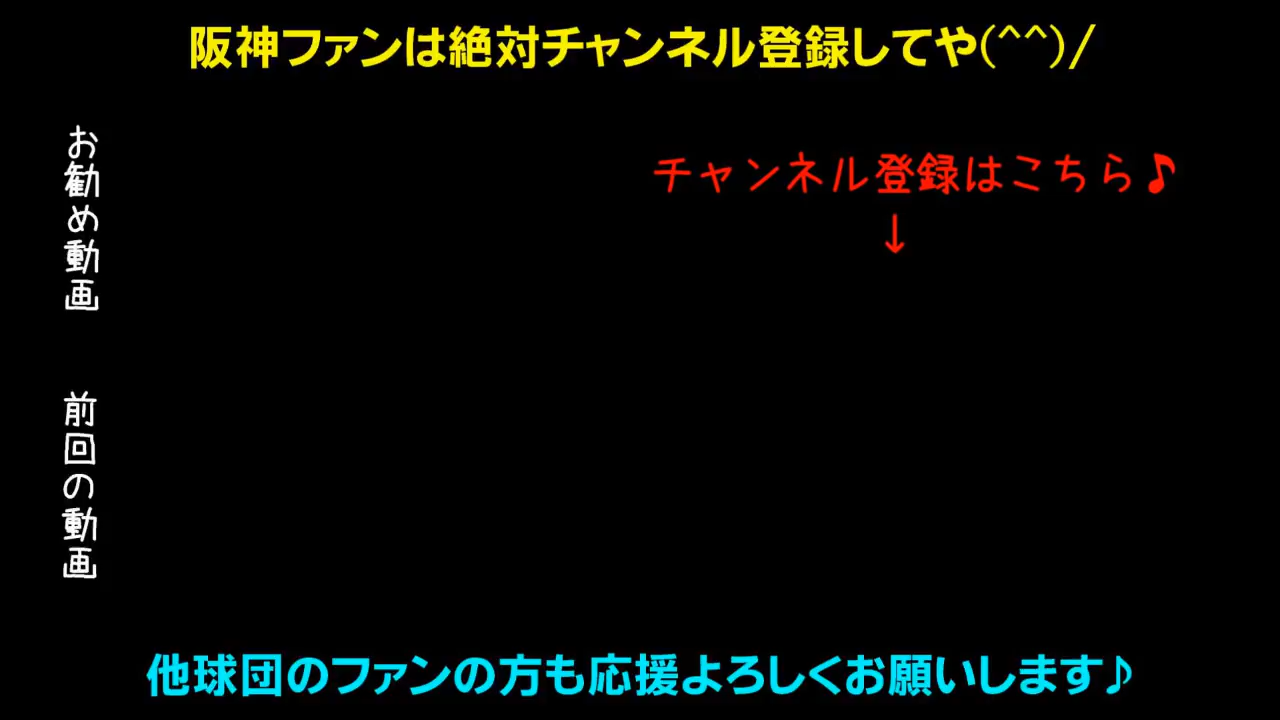 阪神ファンは絶対チャンネル登録してや(^^)/
お勧め動画
チャンネル登録はこちら♪
↓
前回の動画
他球団のファンの方も応援よろしくお願いします♪